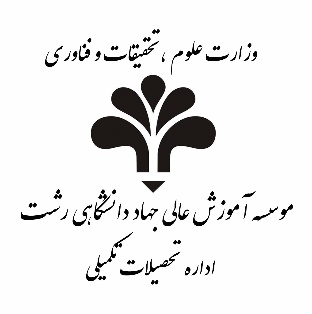 وزارت علوم ، تحقیقات و فناوری
موسسه آموزش عالی جهاد دانشگاهی رشت
اداره تحصیلات تکمیلی